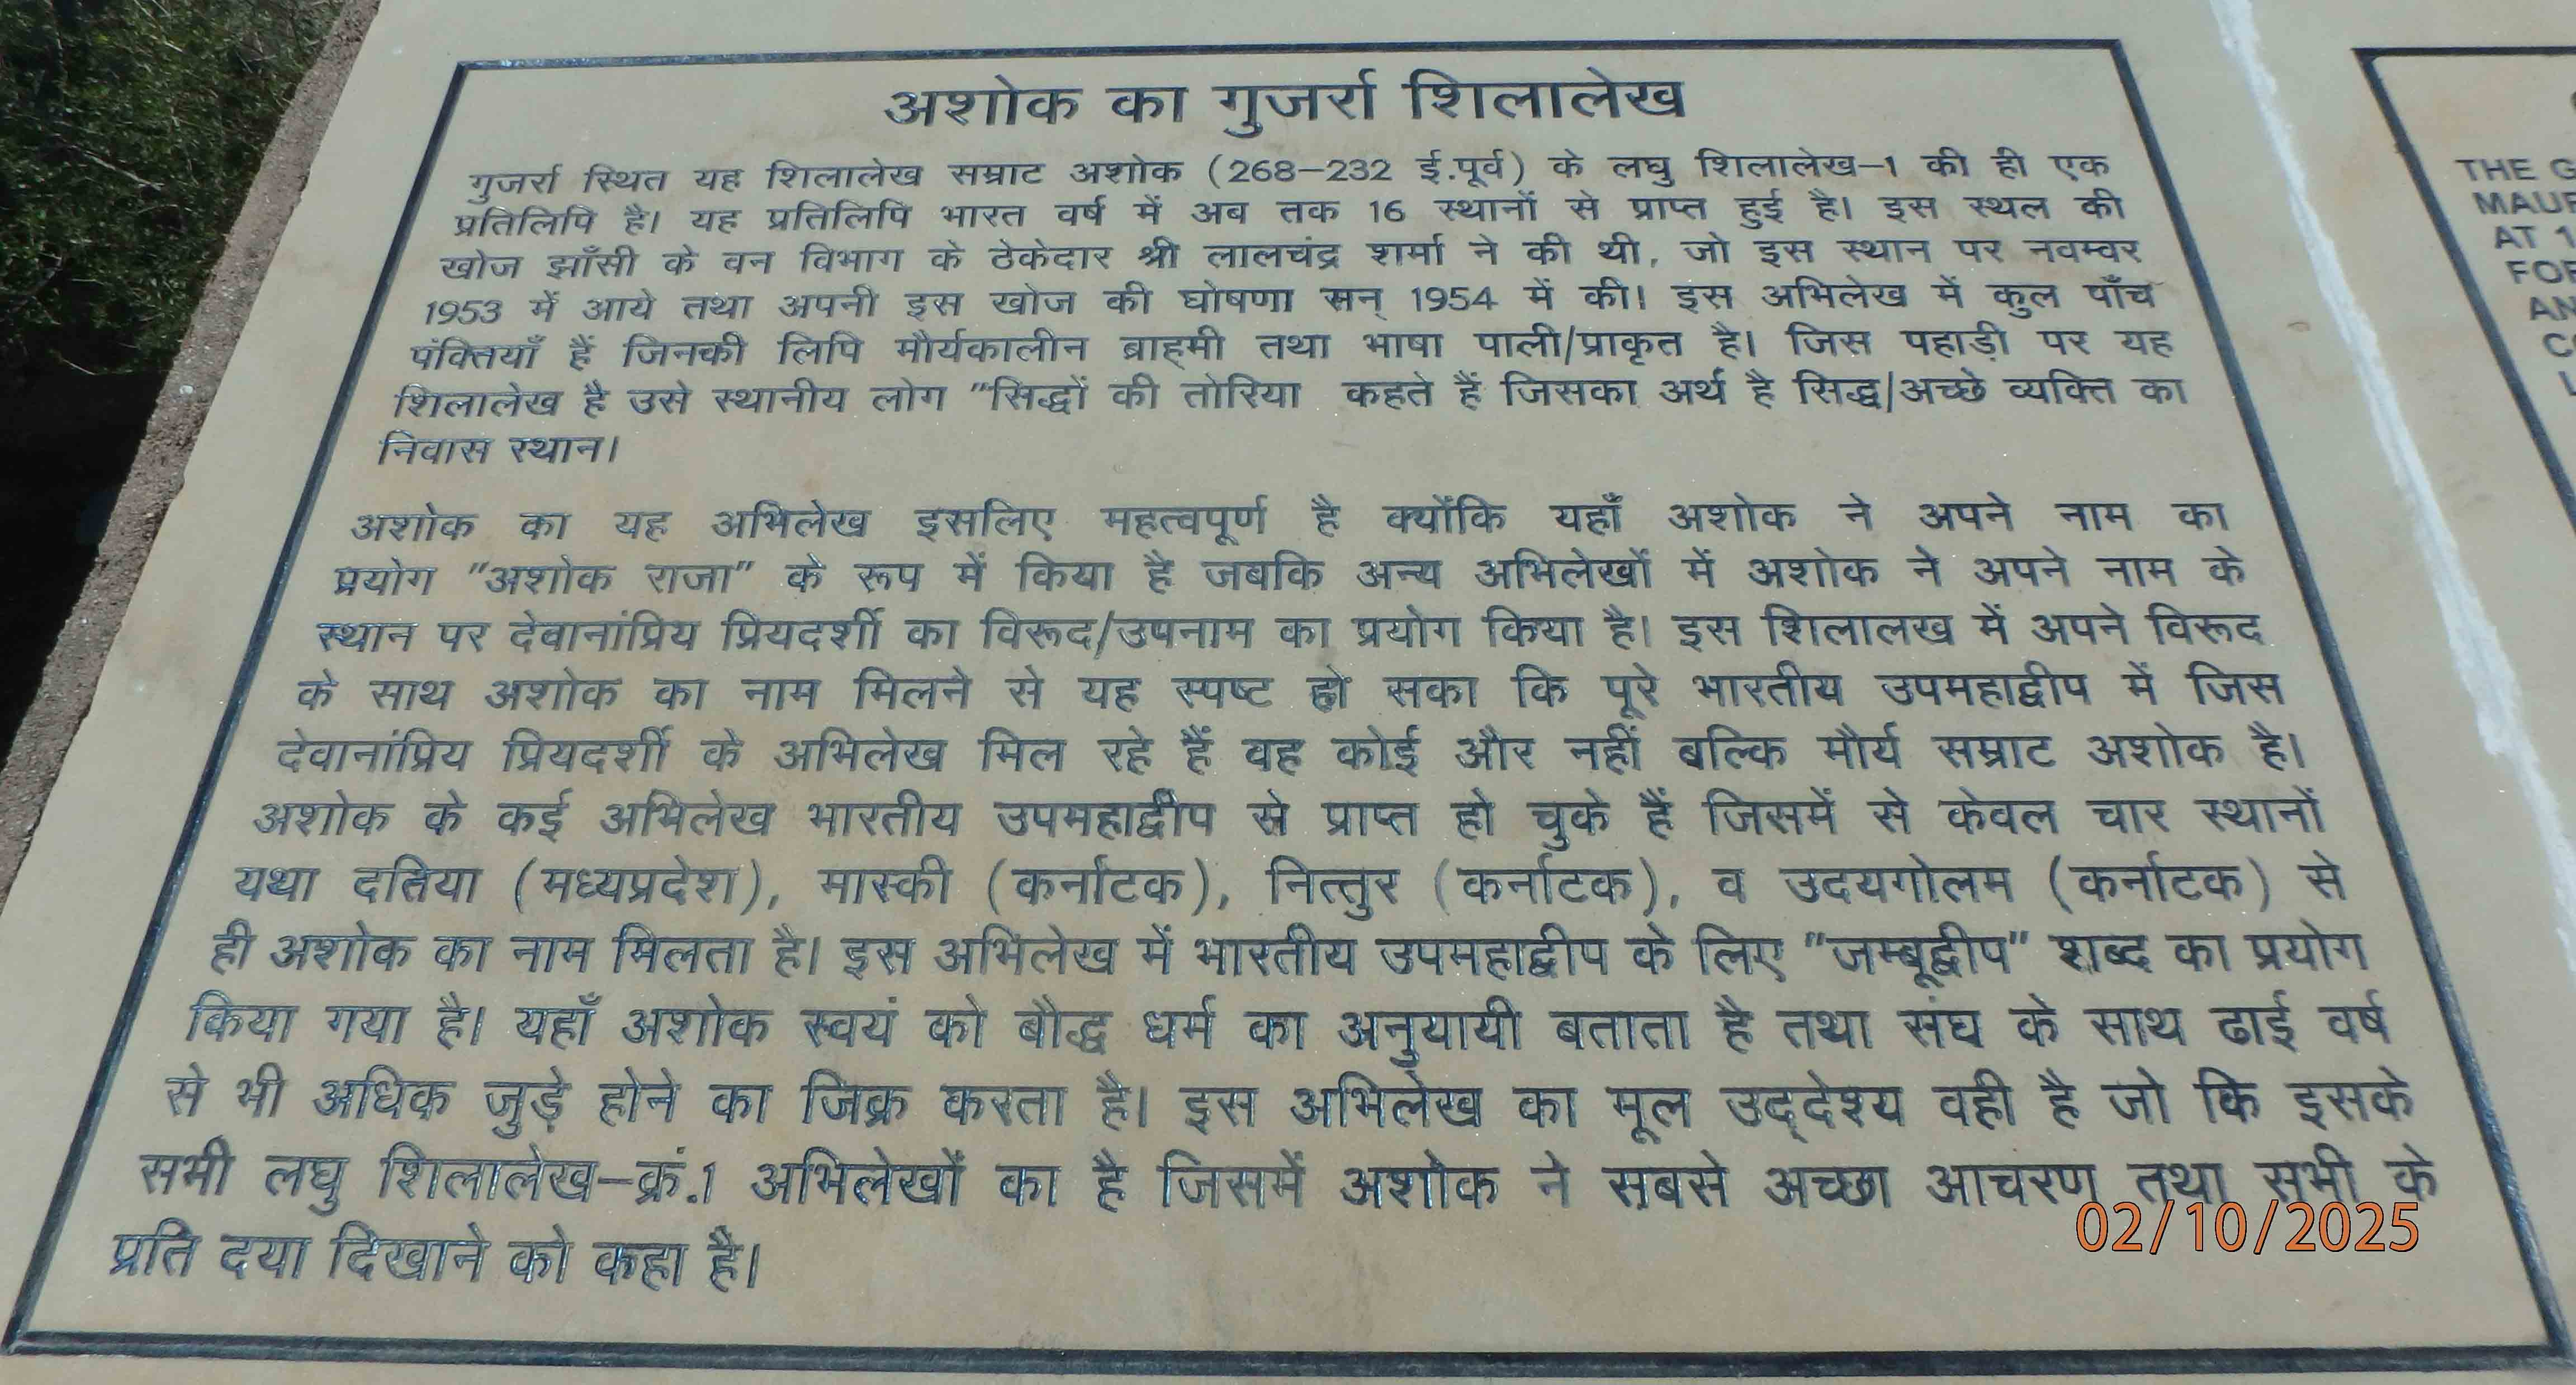 अशोक का गुजर्रा शिलालेख
गुजर्रा स्थित यह शिलालेख सम्राट अशोक (268–232 ई.पूर्व) के लघु शिलालेख–1 की ही एक
प्रतिलिपि है। यह प्रतिलिपि भारत वर्ष में अब तक 16 स्थानों से प्राप्त हुई है। इस स्थल की
खोज झाँसी के वन विभाग के ठेकेदार श्री लालचंद्र शर्मा ने की थी, जो इस स्थान पर नवम्वर
1953 में आये तथा अपनी इस खोज की घोषणा सन् 1954 में की। इस अभिलेख में कुल पाँच
पंक्तियाँ हैं जिनकी लिपि मौर्यकालीन ब्राह्मी तथा भाषा पाली/प्राकृत है। जिस पहाड़ी पर यह
शिलालेख है उसे स्थानीय लोग "सिद्धों की तोरिया कहते हैं जिसका अर्थ है सिद्ध/अच्छे व्यक्ति का
निवास स्थान।
अशोक का यह अभिलेख इसलिए महत्वपूर्ण है क्योंकि यहाँ अशोक ने अपने नाम का
प्रयोग "अशोक राजा" के रूप में किया है जबकि अन्य अभिलेखों में अशोक ने अपने नाम के
स्थान पर देवानांप्रिय प्रियदर्शी का विरूद/उपनाम का प्रयोग किया है। इस शिलालख में अपने विरूद
के साथ अशोक का नाम मिलने से यह स्पष्ट हो सका कि पूरे भारतीय उपमहाद्वीप में जिस
देवानांप्रिय प्रियदर्शी के अभिलेख मिल रहे हैं वह कोई और नहीं बल्कि मौर्य सम्राट अशोक है।
अशोक के कई अभिलेख भारतीय उपमहाद्वीप से प्राप्त हो चुके हैं जिसमें से केवल चार स्थानों
यथा दतिया (मध्यप्रदेश), मास्की (कर्नाटक), नित्तुर (कर्नाटक), व उदयगोलम (कर्नाटक) से
ही अशोक का नाम मिलता है। इस अभिलेख में भारतीय उपमहाद्वीप के लिए "जम्बूद्वीप" शब्द का प्रयोग
किया गया है। यहाँ अशोक स्वयं को बौद्ध धर्म का अनुयायी बताता है तथा संघ के साथ ढाई वर्ष
से भी अधिक जुड़े होने का जिक्र करता है। इस अभिलेख का मूल उद्देश्य वही है जो कि इसके
सभी लघु शिलालेख–क्रं.1 अभिलेखों का है जिसमें अशोक ने सबसे अच्छा आचरण तथा सभी के
प्रति दया दिखाने को कहा है।
02/10/2025
THE
AT